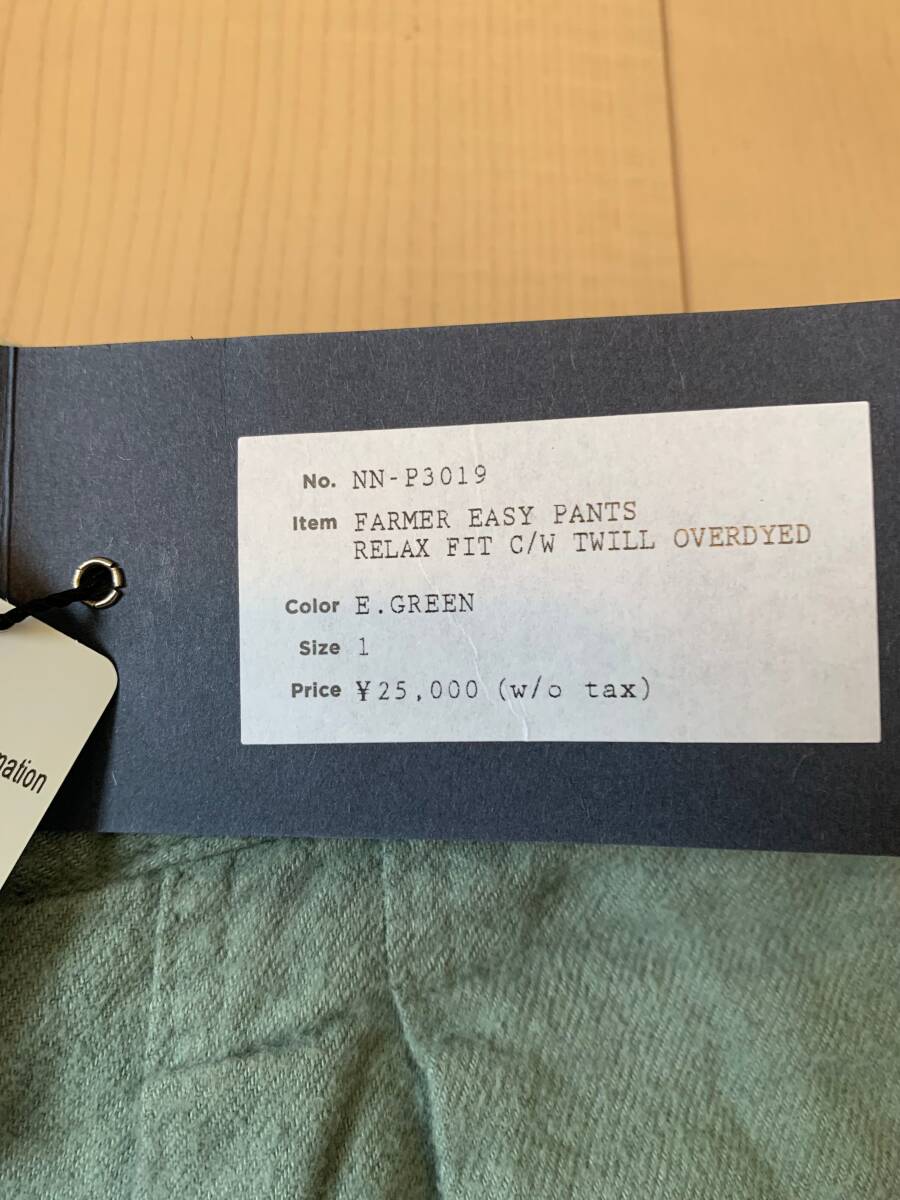 No. NN-P3019
Item FARMER EASY PANTS
RELAX FIT C/W TWILL OVERDYED
Color E.GREEN
Size 1
Price ¥25,000 (w/o tax)